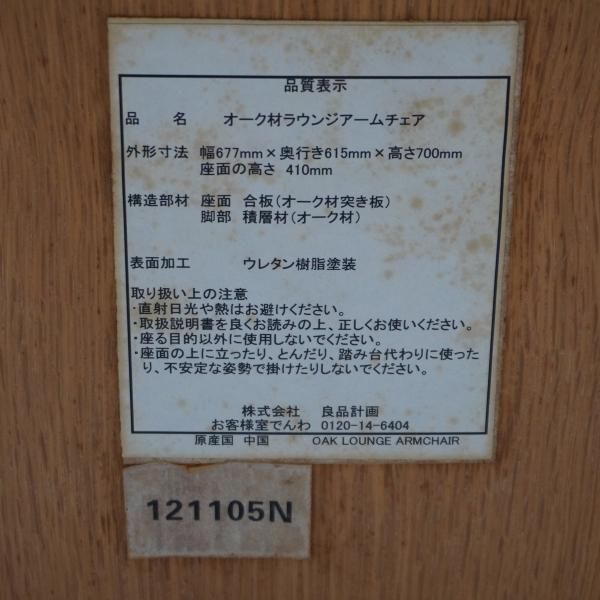 品質表示
品　名　オーク材ラウンジアームチェア
外形寸法　幅677mm×奥行き615mm×高さ700mm
座面の高さ 410mm
構造部材　座面　合板(オーク材突き板)
脚部　積層材(オーク材)
表面加工　ウレタン樹脂塗装
取り扱い上の注意
・直射日光や熱はお避けください。
・取扱説明書を良くお読みの上、正しくお使いください。
・座る目的以外に使用しないでください。
・座面の上に立ったり、とんだり、踏み台代わりに使った
り、不安定な姿勢で掛けたりしないでください。
株式会社　良品計画
お客様室でんわ 0120-14-6404
原産国 中国　OAK LOUNGE ARMCHAIR
121105N